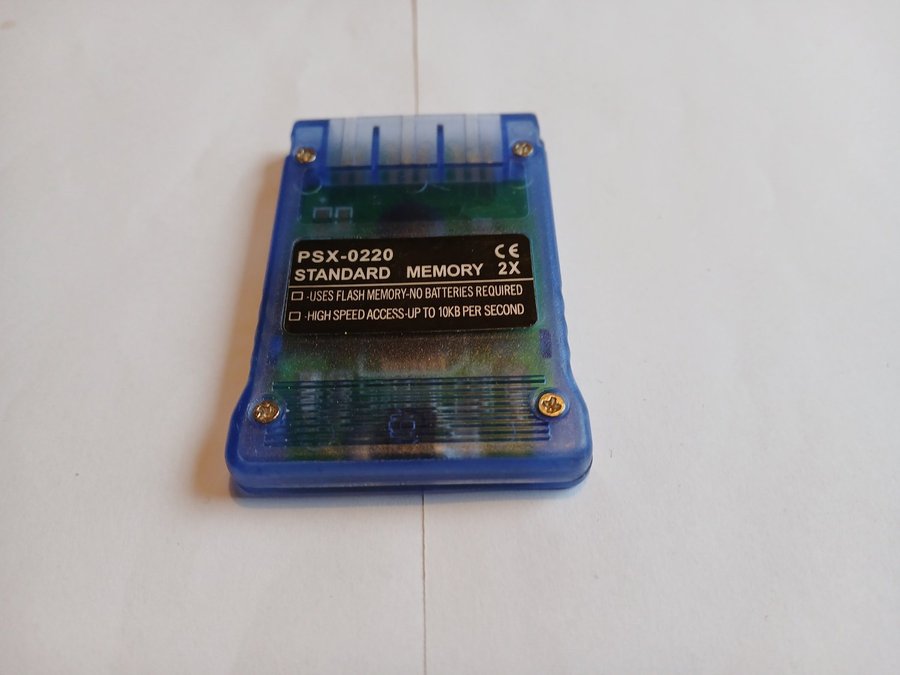 PSX-0220 CE
STANDARD MEMORY 2X
-USES FLASH MEMORY-NO BATTERIES REQUIRED
-HIGH SPEED ACCESS-UP TO 10KB PER SECOND